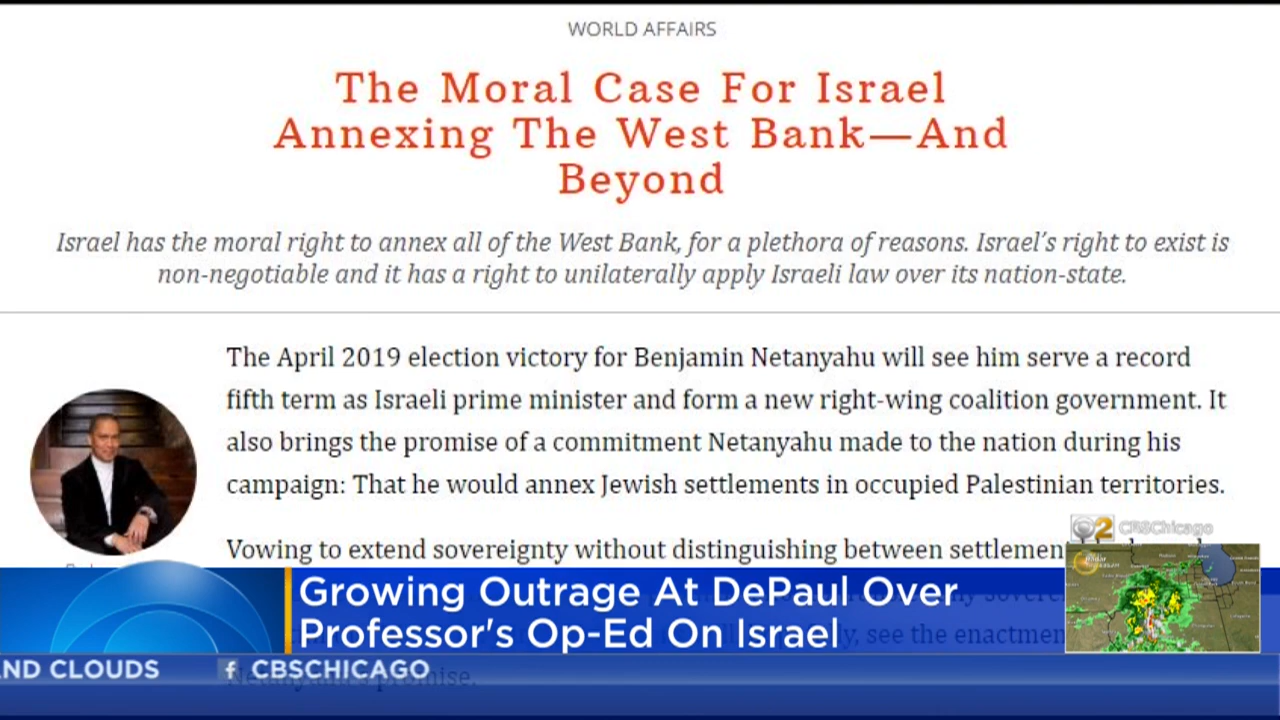 WORLD AFFAIRS
The Moral Case For Israel
Annexing The West Bank—And
Beyond
Israel has the moral right to annex all of the West Bank, for a plethora of reasons. Israel’s right to exist is
non-negotiable and it has a right to unilaterally apply Israeli law over its nation-state.
The April 2019 election victory for Benjamin Netanyahu will see him serve a record
fifth term as Israeli prime minister and form a new right-wing coalition government. It
also brings the promise of a commitment Netanyahu made to the nation during his
campaign: That he would annex Jewish settlements in occupied Palestinian territories.
Vowing to extend sovereignty without distinguishing between
2 CBSChicago
Growing Outrage At DePaul Over
Professor's Op-Ed On Israel
see the
ND CLOUDS f CBSCHICAGO
Netanyahu's promise.